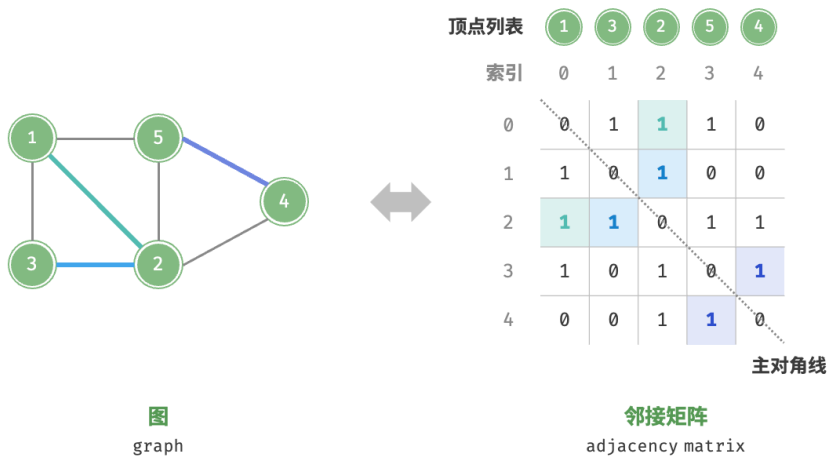 顶点列表 1 3 2 5 4
索引 0 1 2 3 4
0 0 1 1 1 0
1 1 0 1 0 0
2 1 1 0 1 1
3 1 0 1 0 1
4 0 0 1 1 0
主对角线
1 5
4
3 2
图
graph
邻接矩阵
adjacency matrix